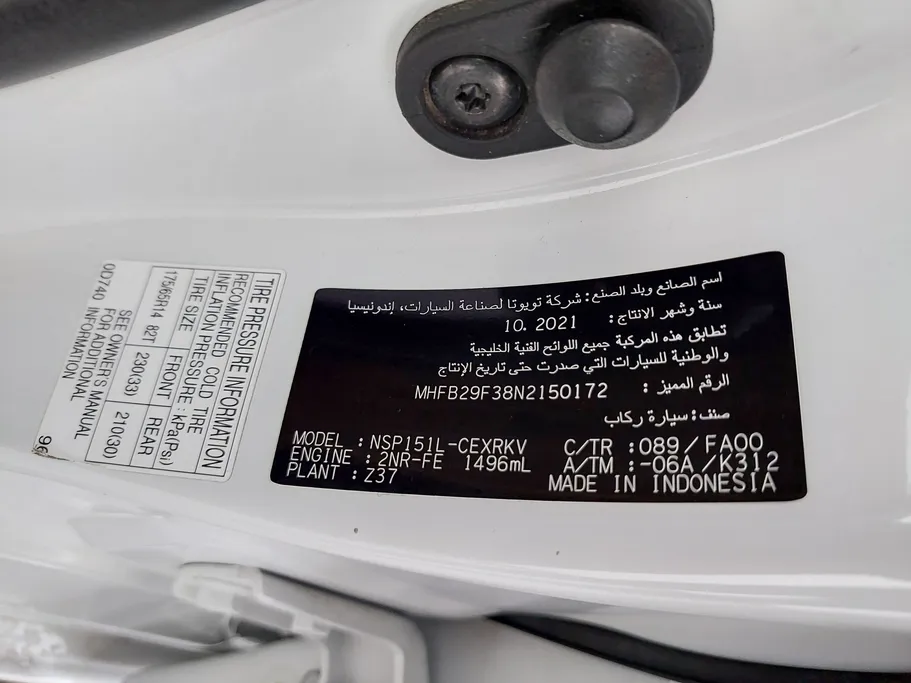 TIRE PRESSURE INFORMATION
RECOMMENDED COLD TIRE
INFLATION PRESSURE : kPa(Psi)
TIRE SIZE FRONT REAR
175/65R14 82T 230(33) 210(30)
SEE OWNER'S MANUAL
FOR ADDITIONAL
INFORMATION
0D740
96
اسم الصانع وبلد الصنع: شركة تويوتا لصناعة السيارات، إندونيسيا
سنة وشهر الانتاج: 10. 2021
تطابق هذه المركبة جميع اللوائح الفنية الخليجية
والوطنية للسيارات التي صدرت حتى تاريخ الإنتاج
الرقم المميز : MHFB29F38N2150172
صنف: سيارة ركاب
MODEL : NSP151L-CEXRKV C/TR :089/FA00
ENGINE : 2NR-FE 1496mL A/TM :-06A/K312
PLANT : Z37 MADE IN INDONESIA